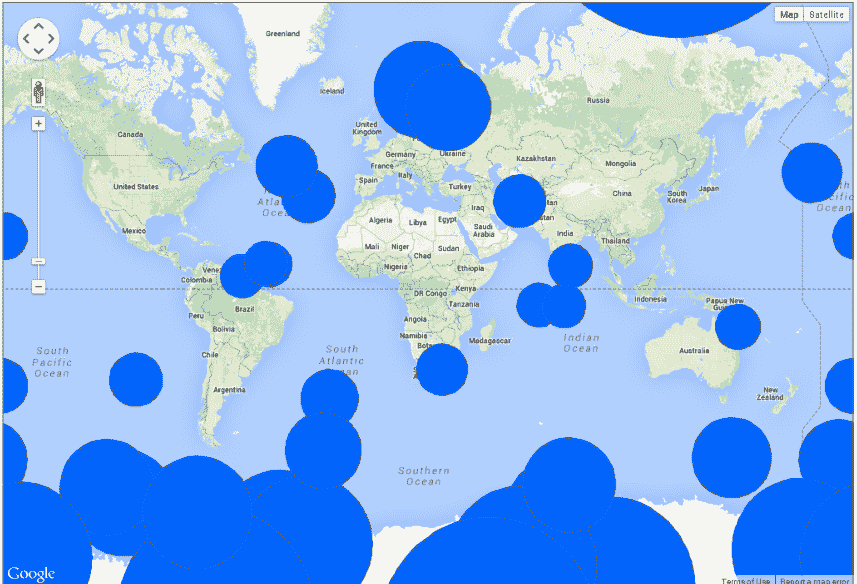 Map Satellite
Greenland
Iceland
Russia
Canada
United
Kingdom
Germany
Ukraine
France
Kazakhstan
Mongolia
Italy
Spain
Turkey
United States
China
South
Korea
Japan
Iraq
Algeria
Libya
Egypt
Saudi
Arabia
India
Mexico
Mali
Niger
Sudan
Chad
Thailand
Nigeria
Ethiopia
Colombia
DR Congo
Kenya
Indonesia
Papua New
Tanzania
Brazil
Peru
Angola
Bolivia
Namibia
Madagascar
Indian
Ocean
Australia
South
Pacific
Ocean
South
Atlantic
Chile
Argentina
New
Zealand
Southern
Ocean
Google
Terms of Use Report a map error